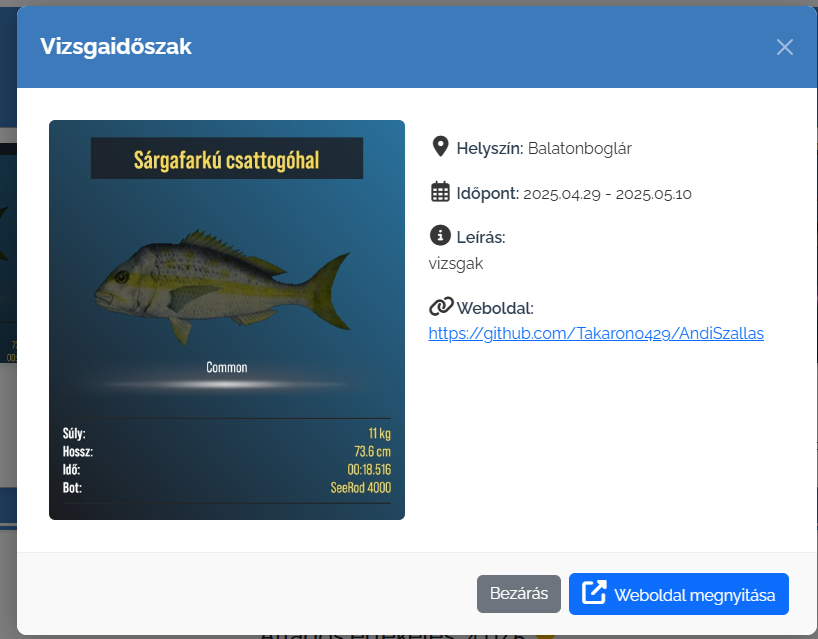 Vizsgaidőszak
Sárgafarkú csattogóhal
Common
Súly: 11 kg
Hossz: 73.6 cm
Idő: 00:18.516
Bot: SeeRod 4000
Helyszín: Balatonboglár
Időpont: 2025.04.29 - 2025.05.10
Leírás:
vizsgak
Weboldal:
https://github.com/Takarono429/AndiSzallas
Bezárás
Weboldal megnyitása